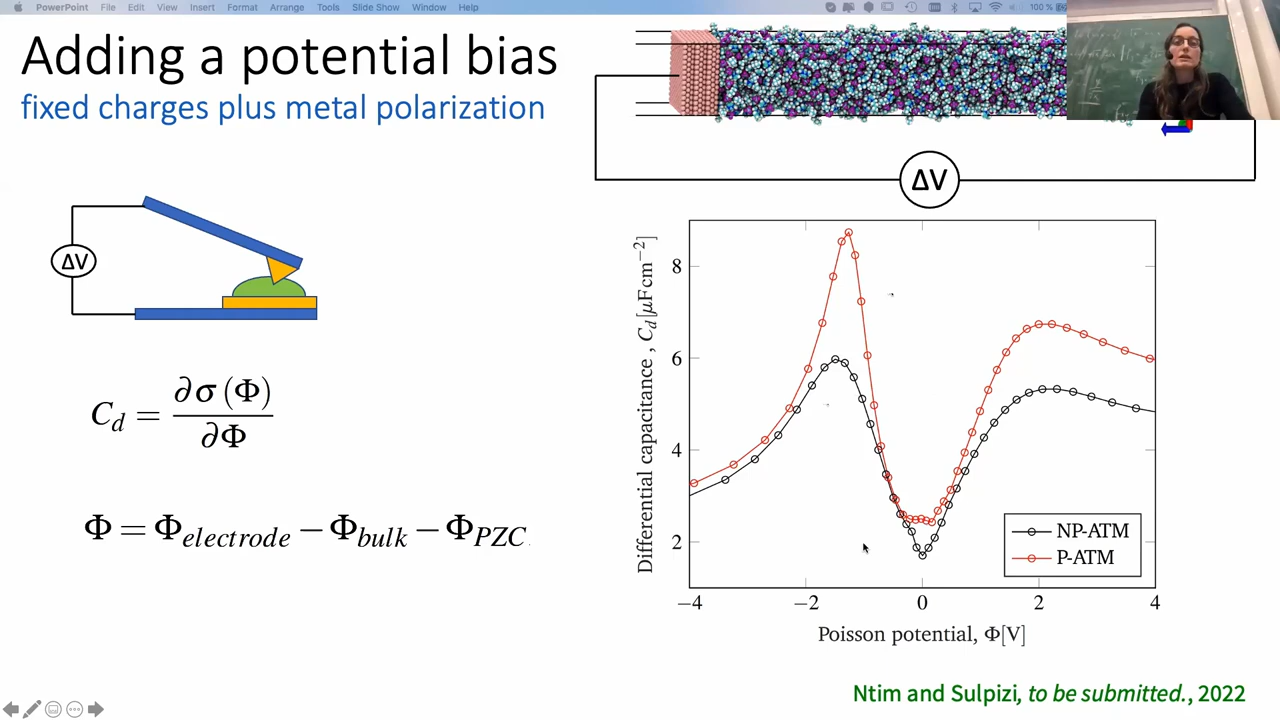 PowerPoint File Edit View Insert Format Arrange Tools Slide Show Window Help
100 %
Adding a potential bias
fixed charges plus metal polarization
ΔV
ΔV
C_d = ∂σ(Φ) / ∂Φ
Φ = Φ_electrode − Φ_bulk − Φ_PZC
Differential capacitance , C_d [μFcm⁻²]
8
6
4
2
−4 −2 0 2 4
Poisson potential, Φ[V]
NP-ATM
P-ATM
Ntim and Sulpizi, to be submitted., 2022